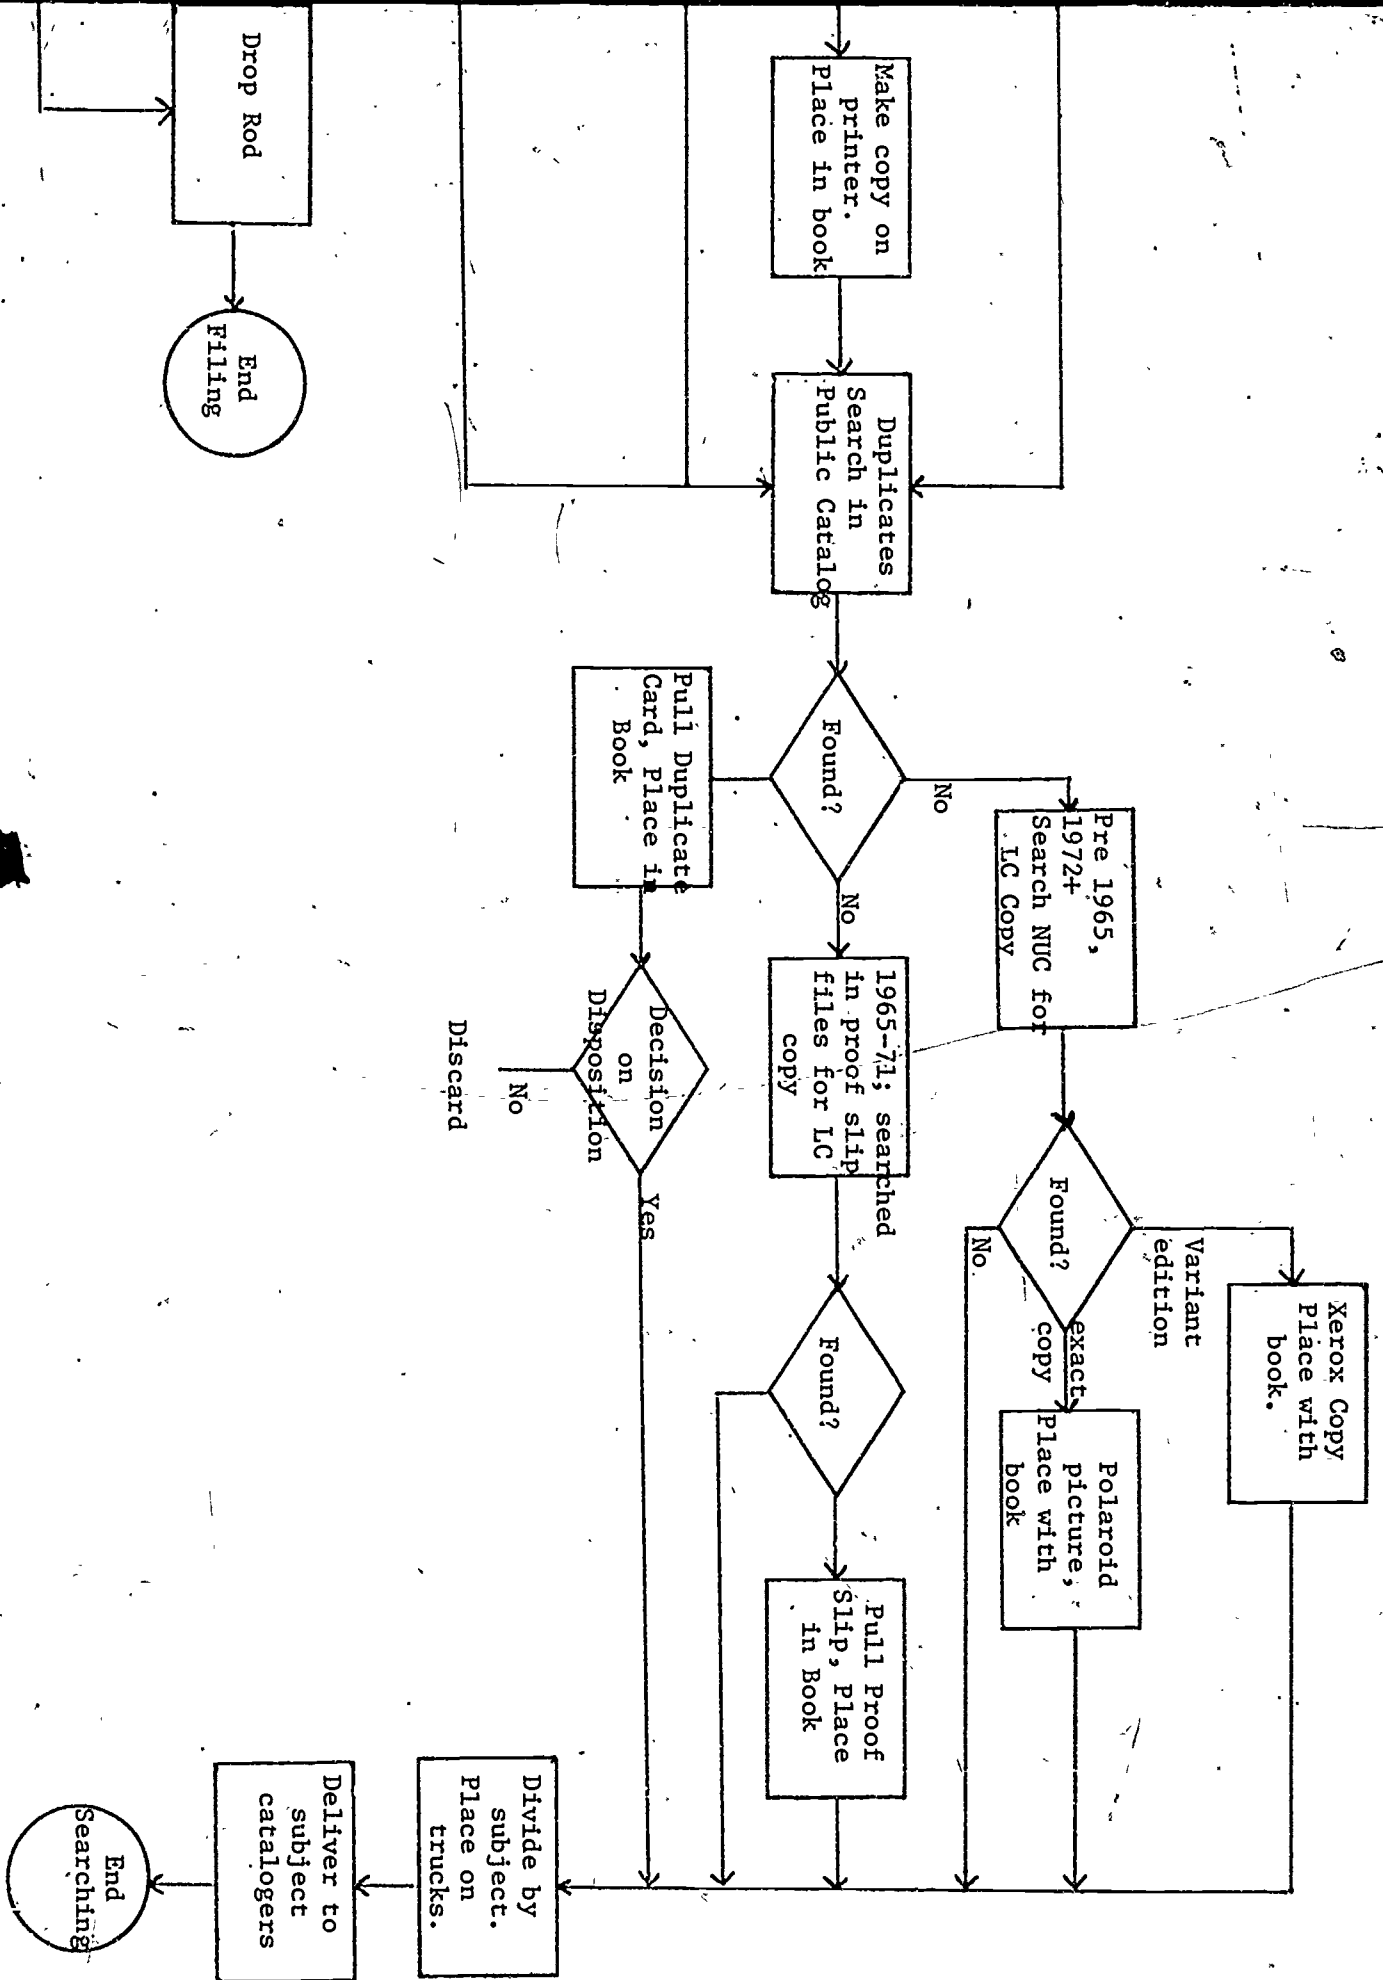 Xerox Copy
Place with
book.
Variant
edition
Pre 1965,
1972+
Search NUC for
LC Copy
Found?
exact
copy
No
Polaroid
picture,
Place with
book
Make copy on
printer.
Place in book
Duplicates
Search in
Public Catalog
Found?
No
No
1965-71; searched
in proof slip
files for LC
copy
Found?
Pull Proof
Slip, Place
in Book
Pull Duplicate
Card, Place in
Book
Decision
on
Disposition
Yes
No
Discard
Divide by
subject.
Place on
trucks.
Deliver to
subject
catalogers
End
Searching
Drop Rod
End
Filing